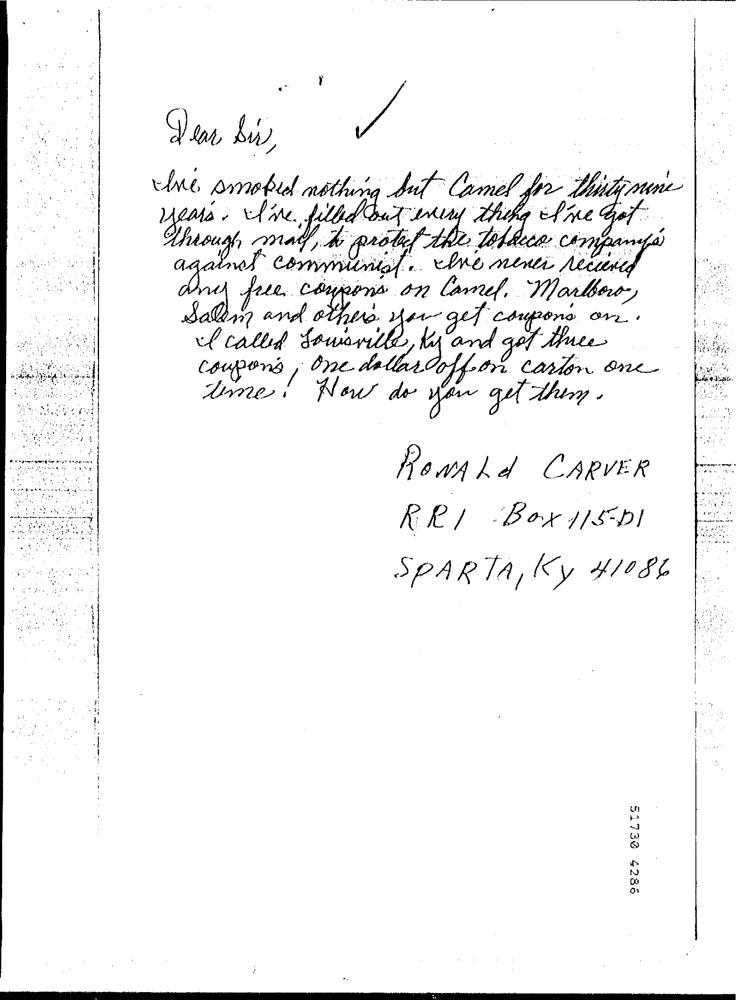 Dear Sir,
I've smoked nothing but Camel for thirty nine
years. I've filled out every thing I've got
through mail, to protect the tobacco company's
against communist. I've never recieved
any free coupons on Camel. Marlboro,
Salem and other's you get coupons on.
I called Louisville, Ky and got three
coupon's, one dollar off on carton one
time! How do you get them.
RONALd CARVER
RR1 Box 115-D1
SPARTA, Ky 41086
51730 4286